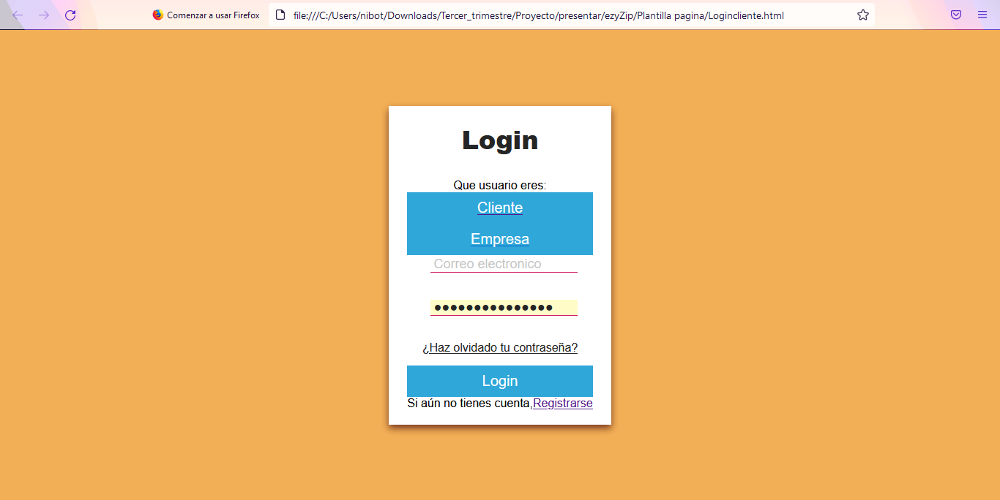 Comenzar a usar Firefox
file:///C:/Users/nibot/Downloads/Tercer_trimestre/Proyecto/presentar/ezyZip/Plantilla pagina/Logincliente.html
Login
Que usuario eres:
Cliente
Empresa
Correo electronico
●●●●●●●●●●●●●●●
¿Haz olvidado tu contraseña?
Login
Si aún no tienes cuenta,Registrarse